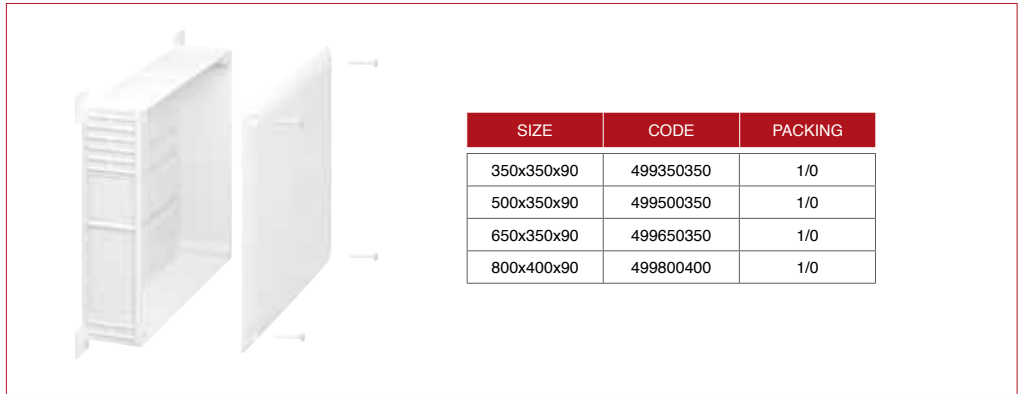 SIZE CODE PACKING
350x350x90 499350350 1/0
500x350x90 499500350 1/0
650x350x90 499650350 1/0
800x400x90 499800400 1/0